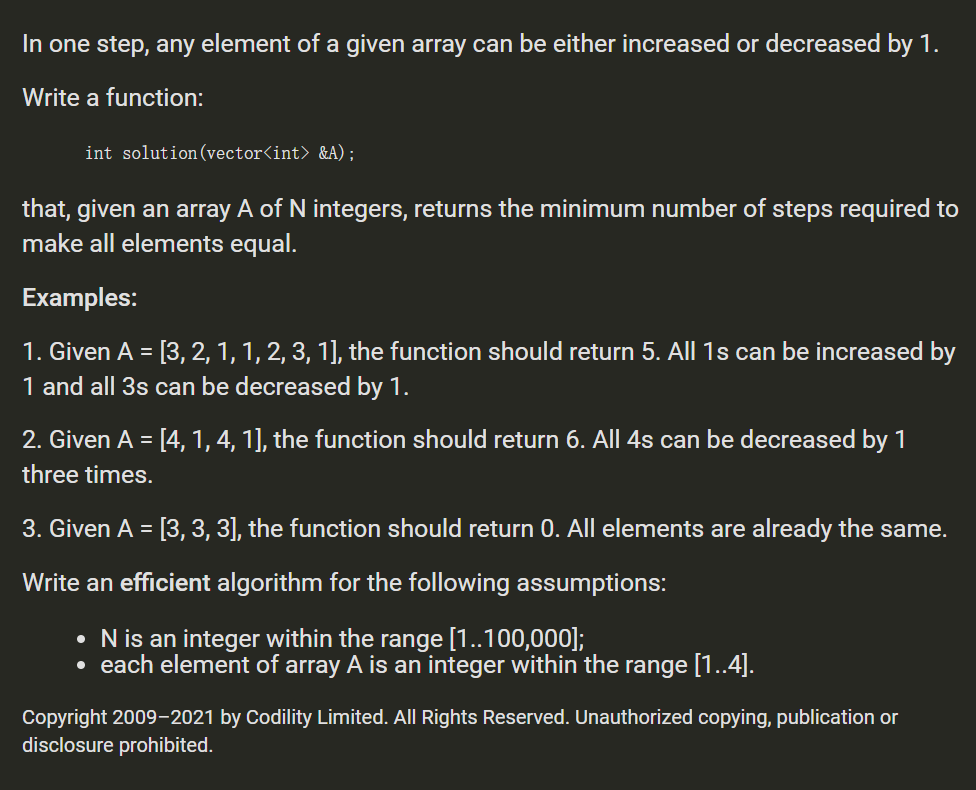 In one step, any element of a given array can be either increased or decreased by 1.
Write a function:
int solution(vector<int> &A);
that, given an array A of N integers, returns the minimum number of steps required to
make all elements equal.
Examples:
1. Given A = [3, 2, 1, 1, 2, 3, 1], the function should return 5. All 1s can be increased by
1 and all 3s can be decreased by 1.
2. Given A = [4, 1, 4, 1], the function should return 6. All 4s can be decreased by 1
three times.
3. Given A = [3, 3, 3], the function should return 0. All elements are already the same.
Write an efficient algorithm for the following assumptions:
• N is an integer within the range [1..100,000];
• each element of array A is an integer within the range [1..4].
Copyright 2009–2021 by Codility Limited. All Rights Reserved. Unauthorized copying, publication or
disclosure prohibited.